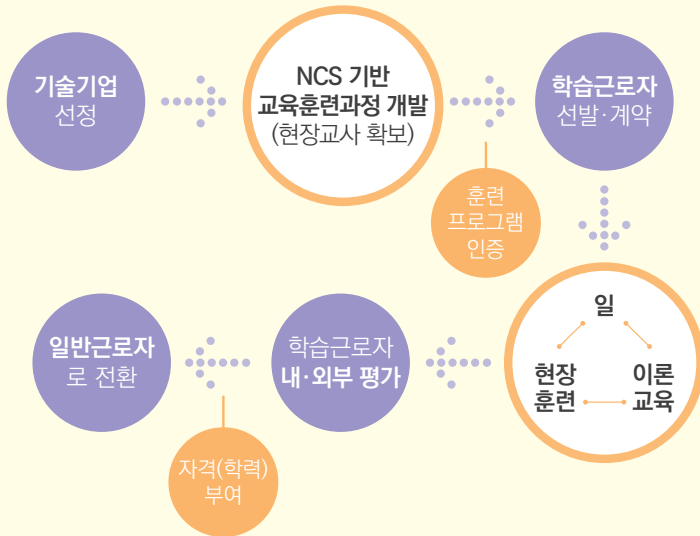 기술기업
선정
NCS 기반
교육훈련과정 개발
(현장교사 확보)
학습근로자
선발·계약
훈련
프로그램
인증
일
현장
훈련
이론
교육
학습근로자
내·외부 평가
자격(학력)
부여
일반근로자
로 전환